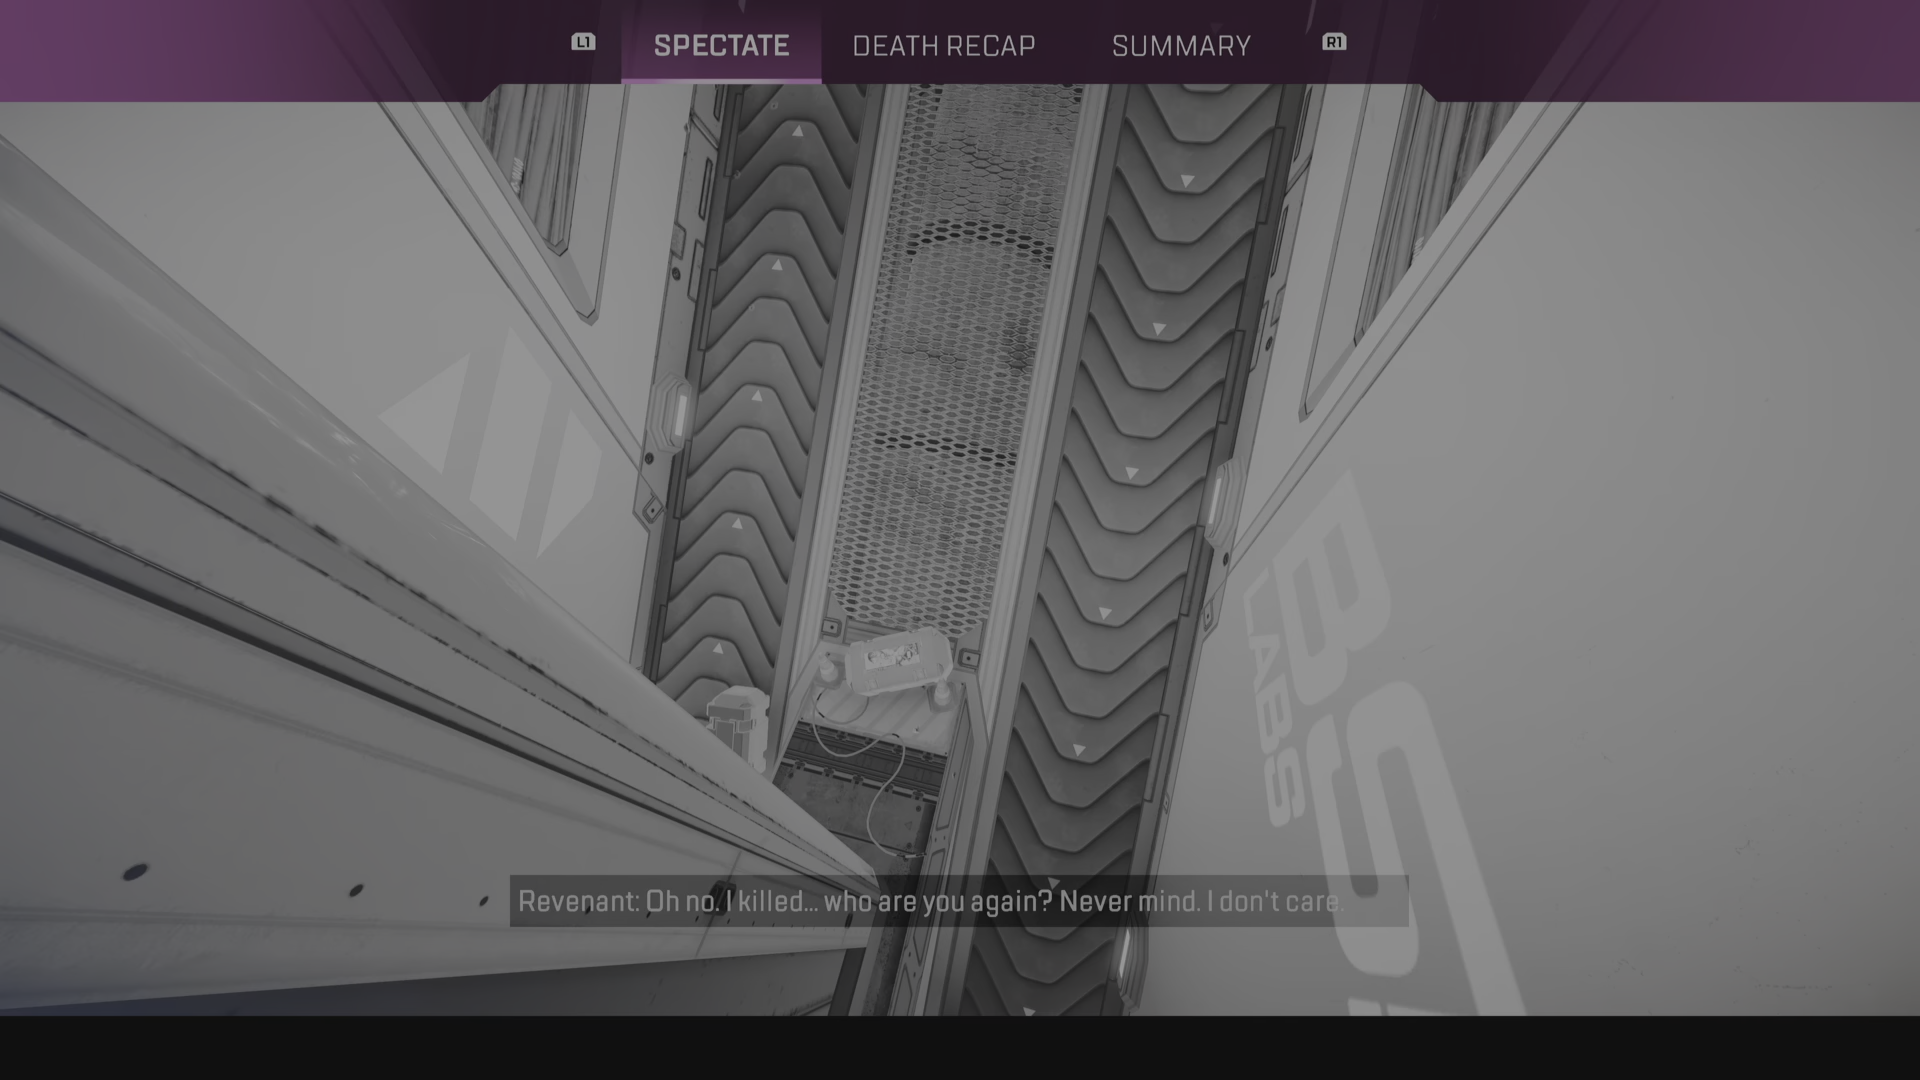 L1 SPECTATE DEATH RECAP SUMMARY R1
B
LABS
S
Revenant: Oh no. I killed... who are you again? Never mind. I don't care.